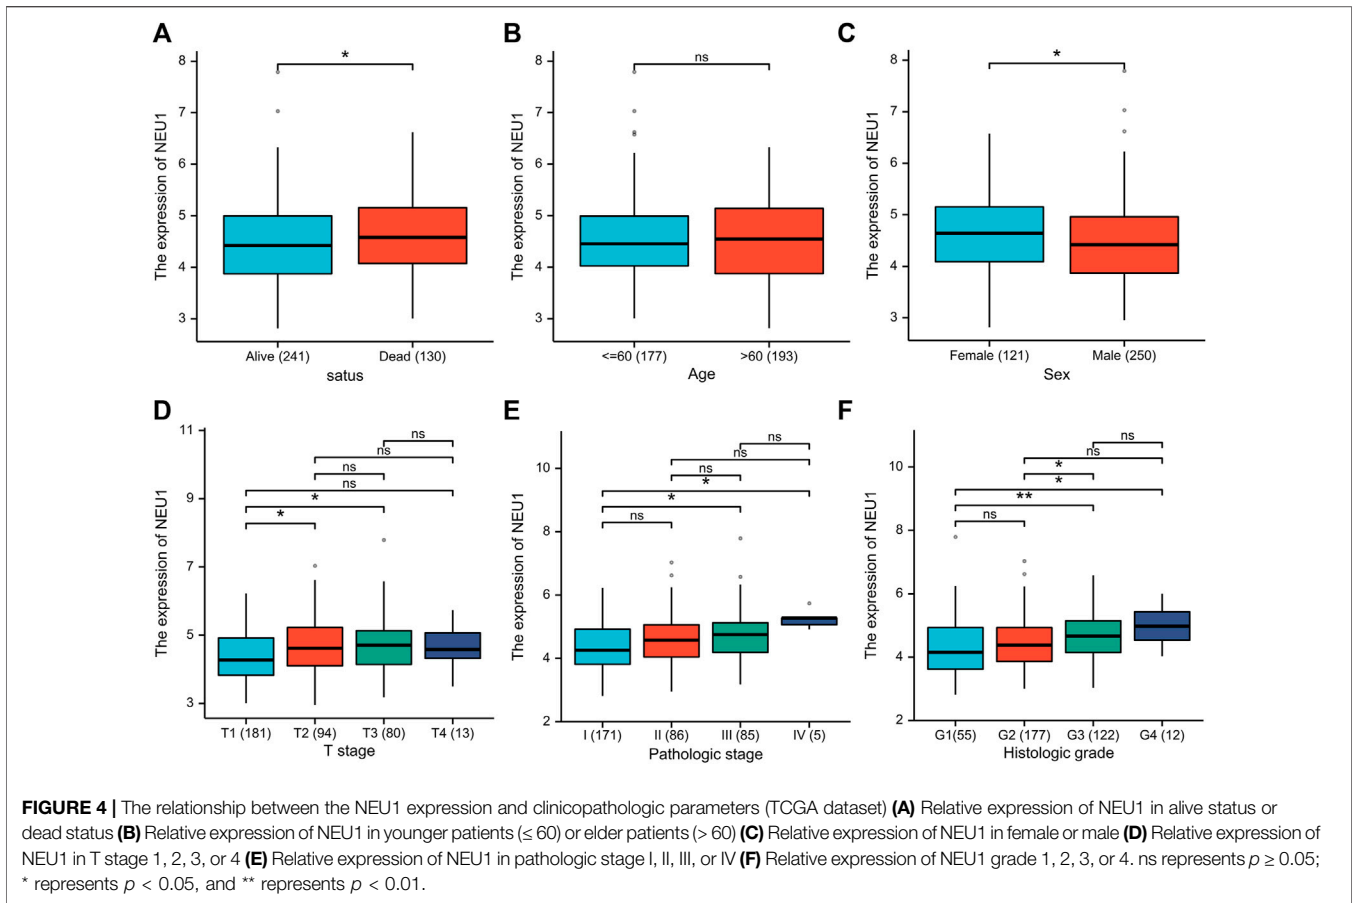 A
The expression of NEU1
8
7
6
5
4
3
*
Alive (241)
Dead (130)
satus
B
The expression of NEU1
8
7
6
5
4
3
ns
<=60 (177)
>60 (193)
Age
C
The expression of NEU1
8
7
6
5
4
3
*
Female (121)
Male (250)
Sex
D
The expression of NEU1
11
9
7
5
3
ns
ns
ns
ns
*
*
T1 (181)
T2 (94)
T3 (80)
T4 (13)
T stage
E
The expression of NEU1
10
8
6
4
2
ns
ns
ns
*
*
ns
I (171)
II (86)
III (85)
IV (5)
Pathologic stage
F
The expression of NEU1
10
8
6
4
2
ns
ns
*
*
**
ns
G1(55)
G2 (177)
G3 (122)
G4 (12)
Histologic grade
FIGURE 4 | The relationship between the NEU1 expression and clinicopathologic parameters (TCGA dataset) (A) Relative expression of NEU1 in alive status or
dead status (B) Relative expression of NEU1 in younger patients (≤ 60) or elder patients (> 60) (C) Relative expression of NEU1 in female or male (D) Relative expression of
NEU1 in T stage 1, 2, 3, or 4 (E) Relative expression of NEU1 in pathologic stage I, II, III, or IV (F) Relative expression of NEU1 grade 1, 2, 3, or 4. ns represents p ≥ 0.05;
* represents p < 0.05, and ** represents p < 0.01.